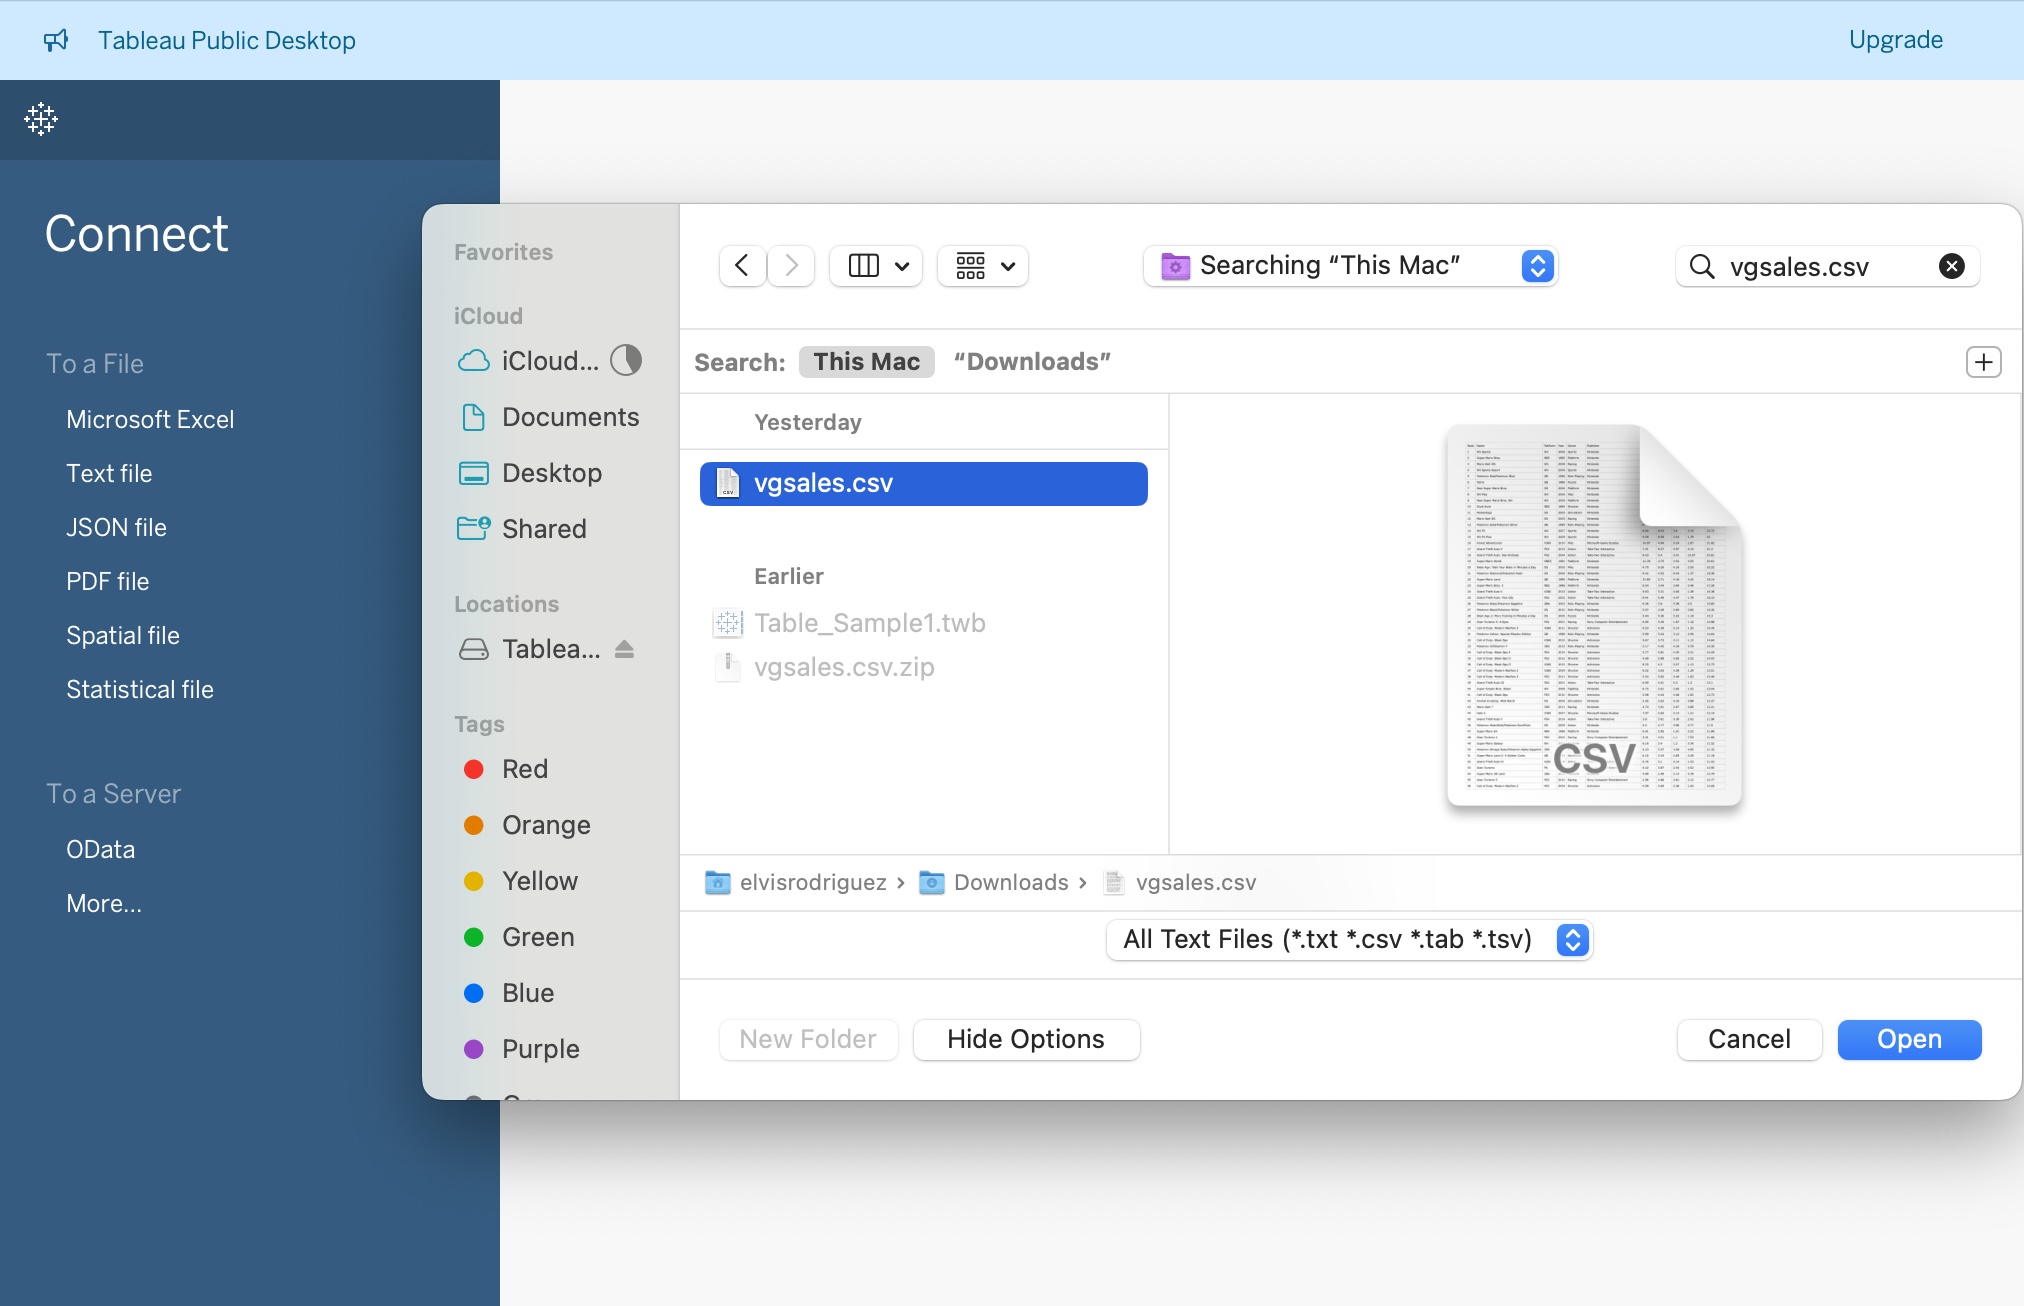 Tableau Public Desktop
Upgrade
Connect
To a File
Microsoft Excel
Text file
JSON file
PDF file
Spatial file
Statistical file
To a Server
OData
More...
Favorites
iCloud
iCloud...
Documents
Desktop
Shared
Locations
Tablea...
Tags
Red
Orange
Yellow
Green
Blue
Purple
Searching “This Mac”
vgsales.csv
Search: This Mac “Downloads”
Yesterday
vgsales.csv
Earlier
Table_Sample1.twb
vgsales.csv.zip
CSV
elvisrodriguez › Downloads › vgsales.csv
All Text Files (*.txt *.csv *.tab *.tsv)
New Folder
Hide Options
Cancel
Open